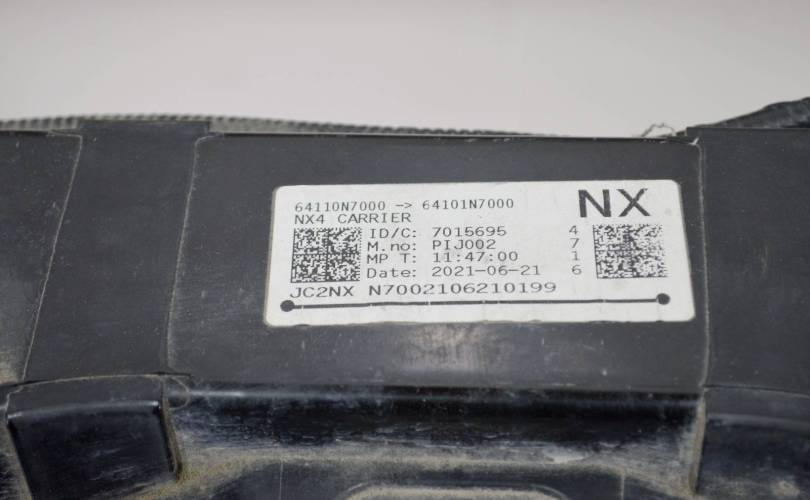 64110N7000 -> 64101N7000 NX
NX4 CARRIER
ID/C: 7015695 4
M.no: PIJ002 7
MP T: 11:47:00 1
Date: 2021-06-21 6
JC2NX N7002106210199